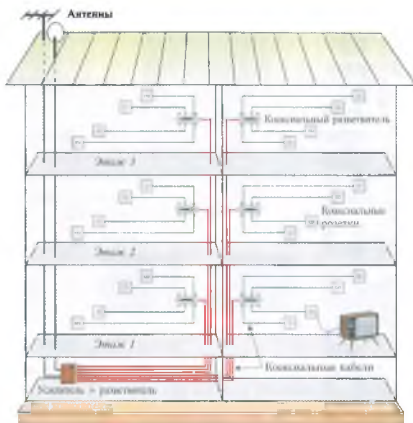 Антенны
Коаксиальный разветвитель
Этаж 3
Коаксиальные
розетки
Этаж 2
Этаж 1
Коаксиальные кабели
Усилитель + разветвитель